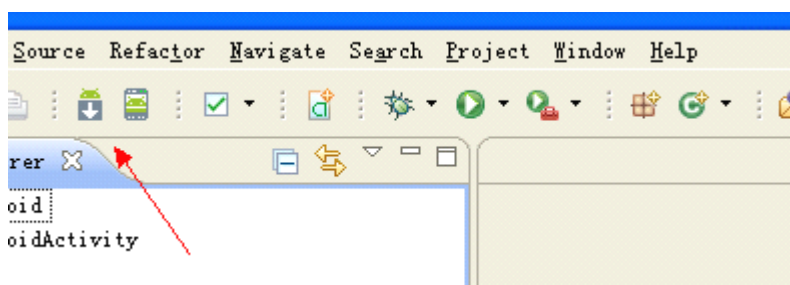 Source Refactor Navigate Search Project Window Help
rer
oid
oidActivity